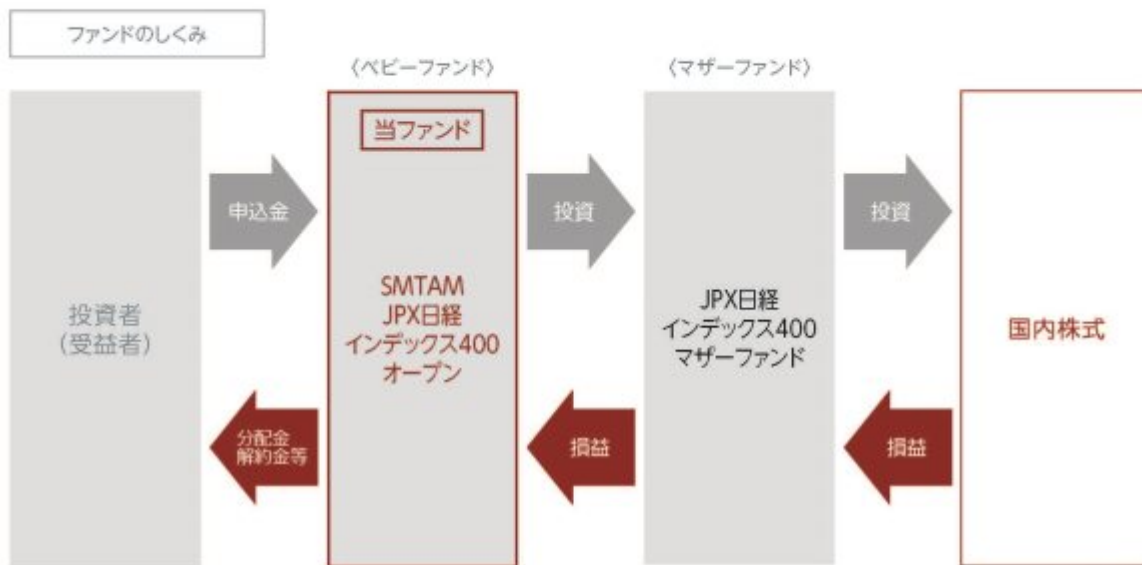 ファンドのしくみ
〈ベビーファンド〉
〈マザーファンド〉
当ファンド
申込金
投資
投資
投資者
(受益者)
SMTAM
JPX日経
インデックス400
オープン
JPX日経
インデックス400
マザーファンド
国内株式
分配金
解約金等
損益
損益